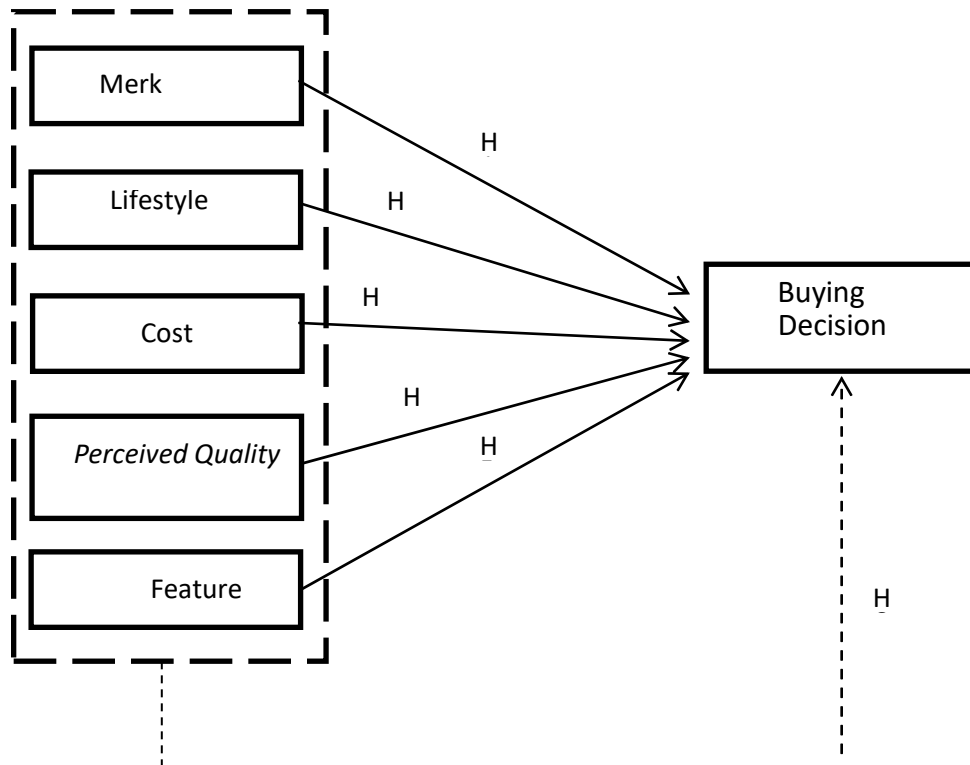 Merk
H
Lifestyle
H
H
Cost
Buying
Decision
H
Perceived Quality
H
Feature
H